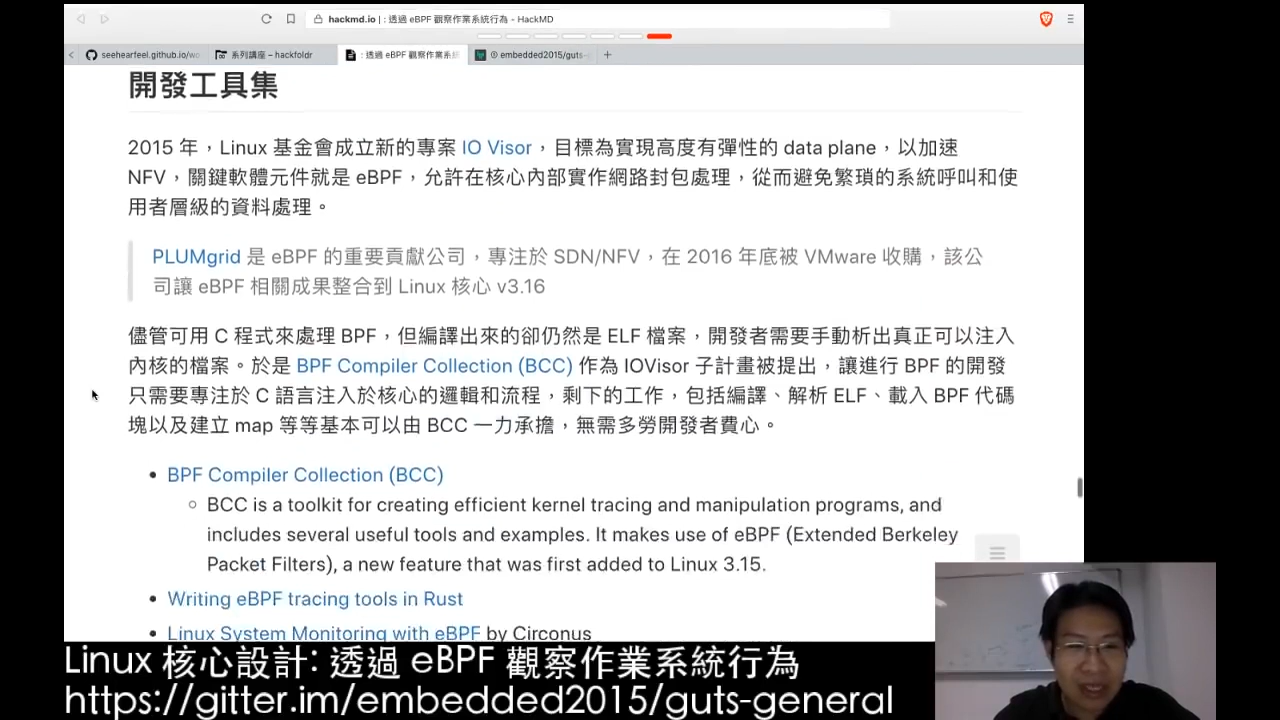 hackmd.io | : 透過 eBPF 觀察作業系統行為 - HackMD
seehearfeel.github.io/wo
系列講座 – hackfoldr
: 透過 eBPF 觀察作業系統
embedded2015/guts-
開發工具集
2015 年，Linux 基金會成立新的專案 IO Visor，目標為實現高度有彈性的 data plane，以加速
NFV，關鍵軟體元件就是 eBPF，允許在核心內部實作網路封包處理，從而避免繁瑣的系統呼叫和使
用者層級的資料處理。
PLUMgrid 是 eBPF 的重要貢獻公司，專注於 SDN/NFV，在 2016 年底被 VMware 收購，該公
司讓 eBPF 相關成果整合到 Linux 核心 v3.16
儘管可用 C 程式來處理 BPF，但編譯出來的卻仍然是 ELF 檔案，開發者需要手動析出真正可以注入
內核的檔案。於是 BPF Compiler Collection (BCC) 作為 IOVisor 子計畫被提出，讓進行 BPF 的開發
只需要專注於 C 語言注入於核心的邏輯和流程，剩下的工作，包括編譯、解析 ELF、載入 BPF 代碼
塊以及建立 map 等等基本可以由 BCC 一力承擔，無需多勞開發者費心。
• BPF Compiler Collection (BCC)
○ BCC is a toolkit for creating efficient kernel tracing and manipulation programs, and
includes several useful tools and examples. It makes use of eBPF (Extended Berkeley
Packet Filters), a new feature that was first added to Linux 3.15.
• Writing eBPF tracing tools in Rust
• Linux System Monitoring with eBPF by Circonus
Linux 核心設計: 透過 eBPF 觀察作業系統行為
https://gitter.im/embedded2015/guts-general